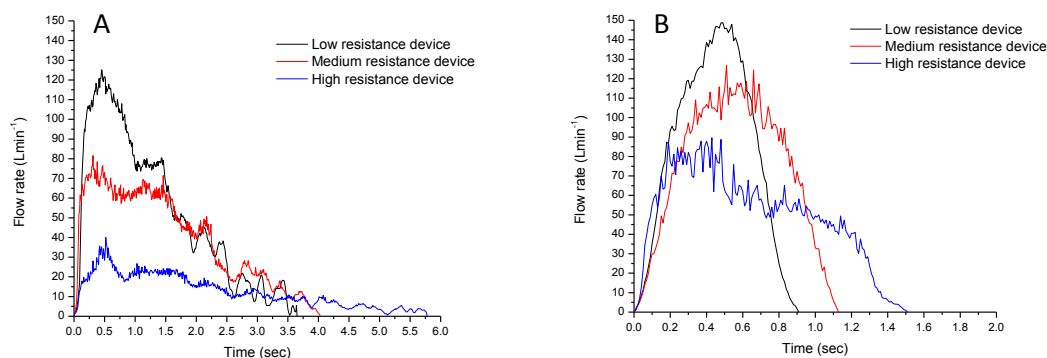 A
Low resistance device
Medium resistance device
High resistance device
150
140
130
120
110
100
90
80
70
60
50
40
30
20
10
0
Flow rate (Lmin⁻¹)
0.0 0.5 1.0 1.5 2.0 2.5 3.0 3.5 4.0 4.5 5.0 5.5 6.0
Time (sec)
B
Low resistance device
Medium resistance device
High resistance device
150
140
130
120
110
100
90
80
70
60
50
40
30
20
10
0
Flow rate (Lmin⁻¹)
0.0 0.2 0.4 0.6 0.8 1.0 1.2 1.4 1.6 1.8 2.0
Time (sec)